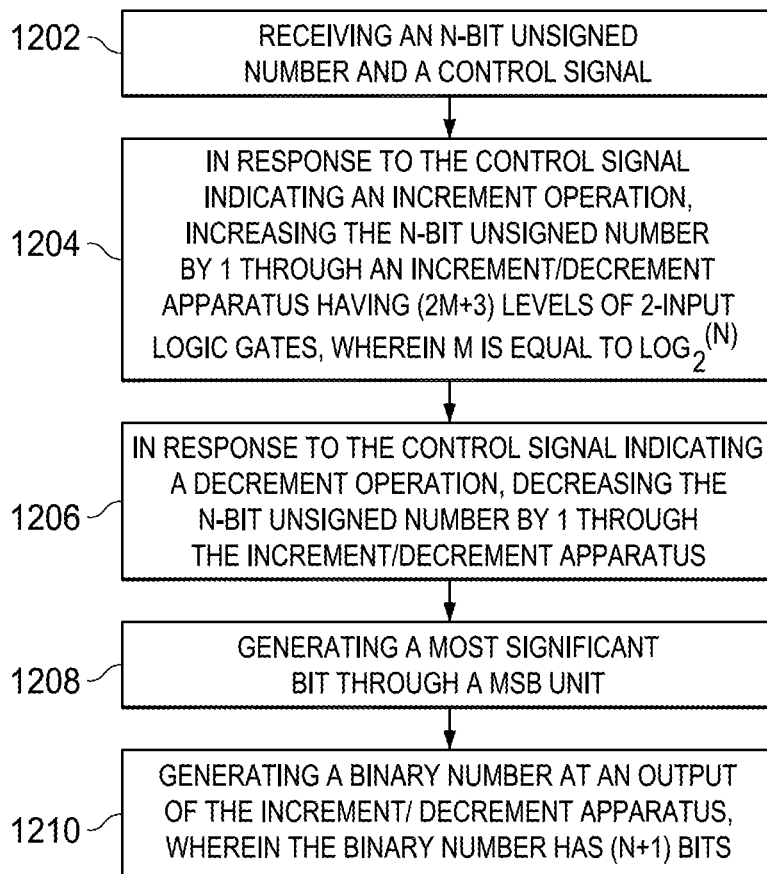 1202
RECEIVING AN N-BIT UNSIGNED
NUMBER AND A CONTROL SIGNAL
1204
IN RESPONSE TO THE CONTROL SIGNAL
INDICATING AN INCREMENT OPERATION,
INCREASING THE N-BIT UNSIGNED NUMBER
BY 1 THROUGH AN INCREMENT/DECREMENT
APPARATUS HAVING (2M+3) LEVELS OF 2-INPUT
LOGIC GATES, WHEREIN M IS EQUAL TO LOG₂⁽ᴺ⁾
1206
IN RESPONSE TO THE CONTROL SIGNAL INDICATING
A DECREMENT OPERATION, DECREASING THE
N-BIT UNSIGNED NUMBER BY 1 THROUGH
THE INCREMENT/DECREMENT APPARATUS
1208
GENERATING A MOST SIGNIFICANT
BIT THROUGH A MSB UNIT
1210
GENERATING A BINARY NUMBER AT AN OUTPUT
OF THE INCREMENT/ DECREMENT APPARATUS,
WHEREIN THE BINARY NUMBER HAS (N+1) BITS